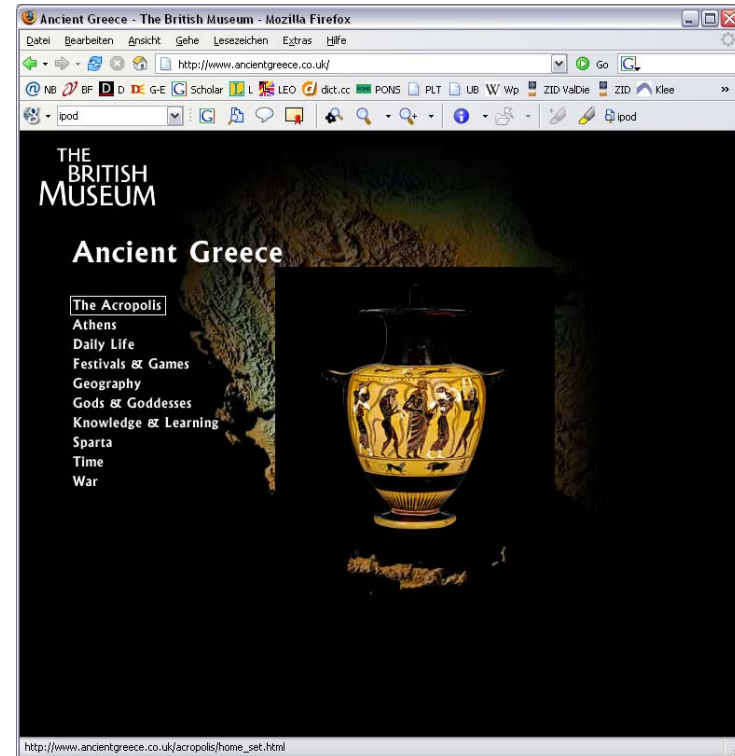 Ancient Greece - The British Museum - Mozilla Firefox
Datei Bearbeiten Ansicht Gehe Lesezeichen Extras Hilfe
http://www.ancientgreece.co.uk/ Go G
@ NB BF D D G-E G Scholar L L LEO dict.cc PONS PLT UB W Wp ZID ValDie ZID Klee »
ipod G ipod
THE
BRITISH
MUSEUM
Ancient Greece
The Acropolis
Athens
Daily Life
Festivals & Games
Geography
Gods & Goddesses
Knowledge & Learning
Sparta
Time
War
http://www.ancientgreece.co.uk/acropolis/home_set.html